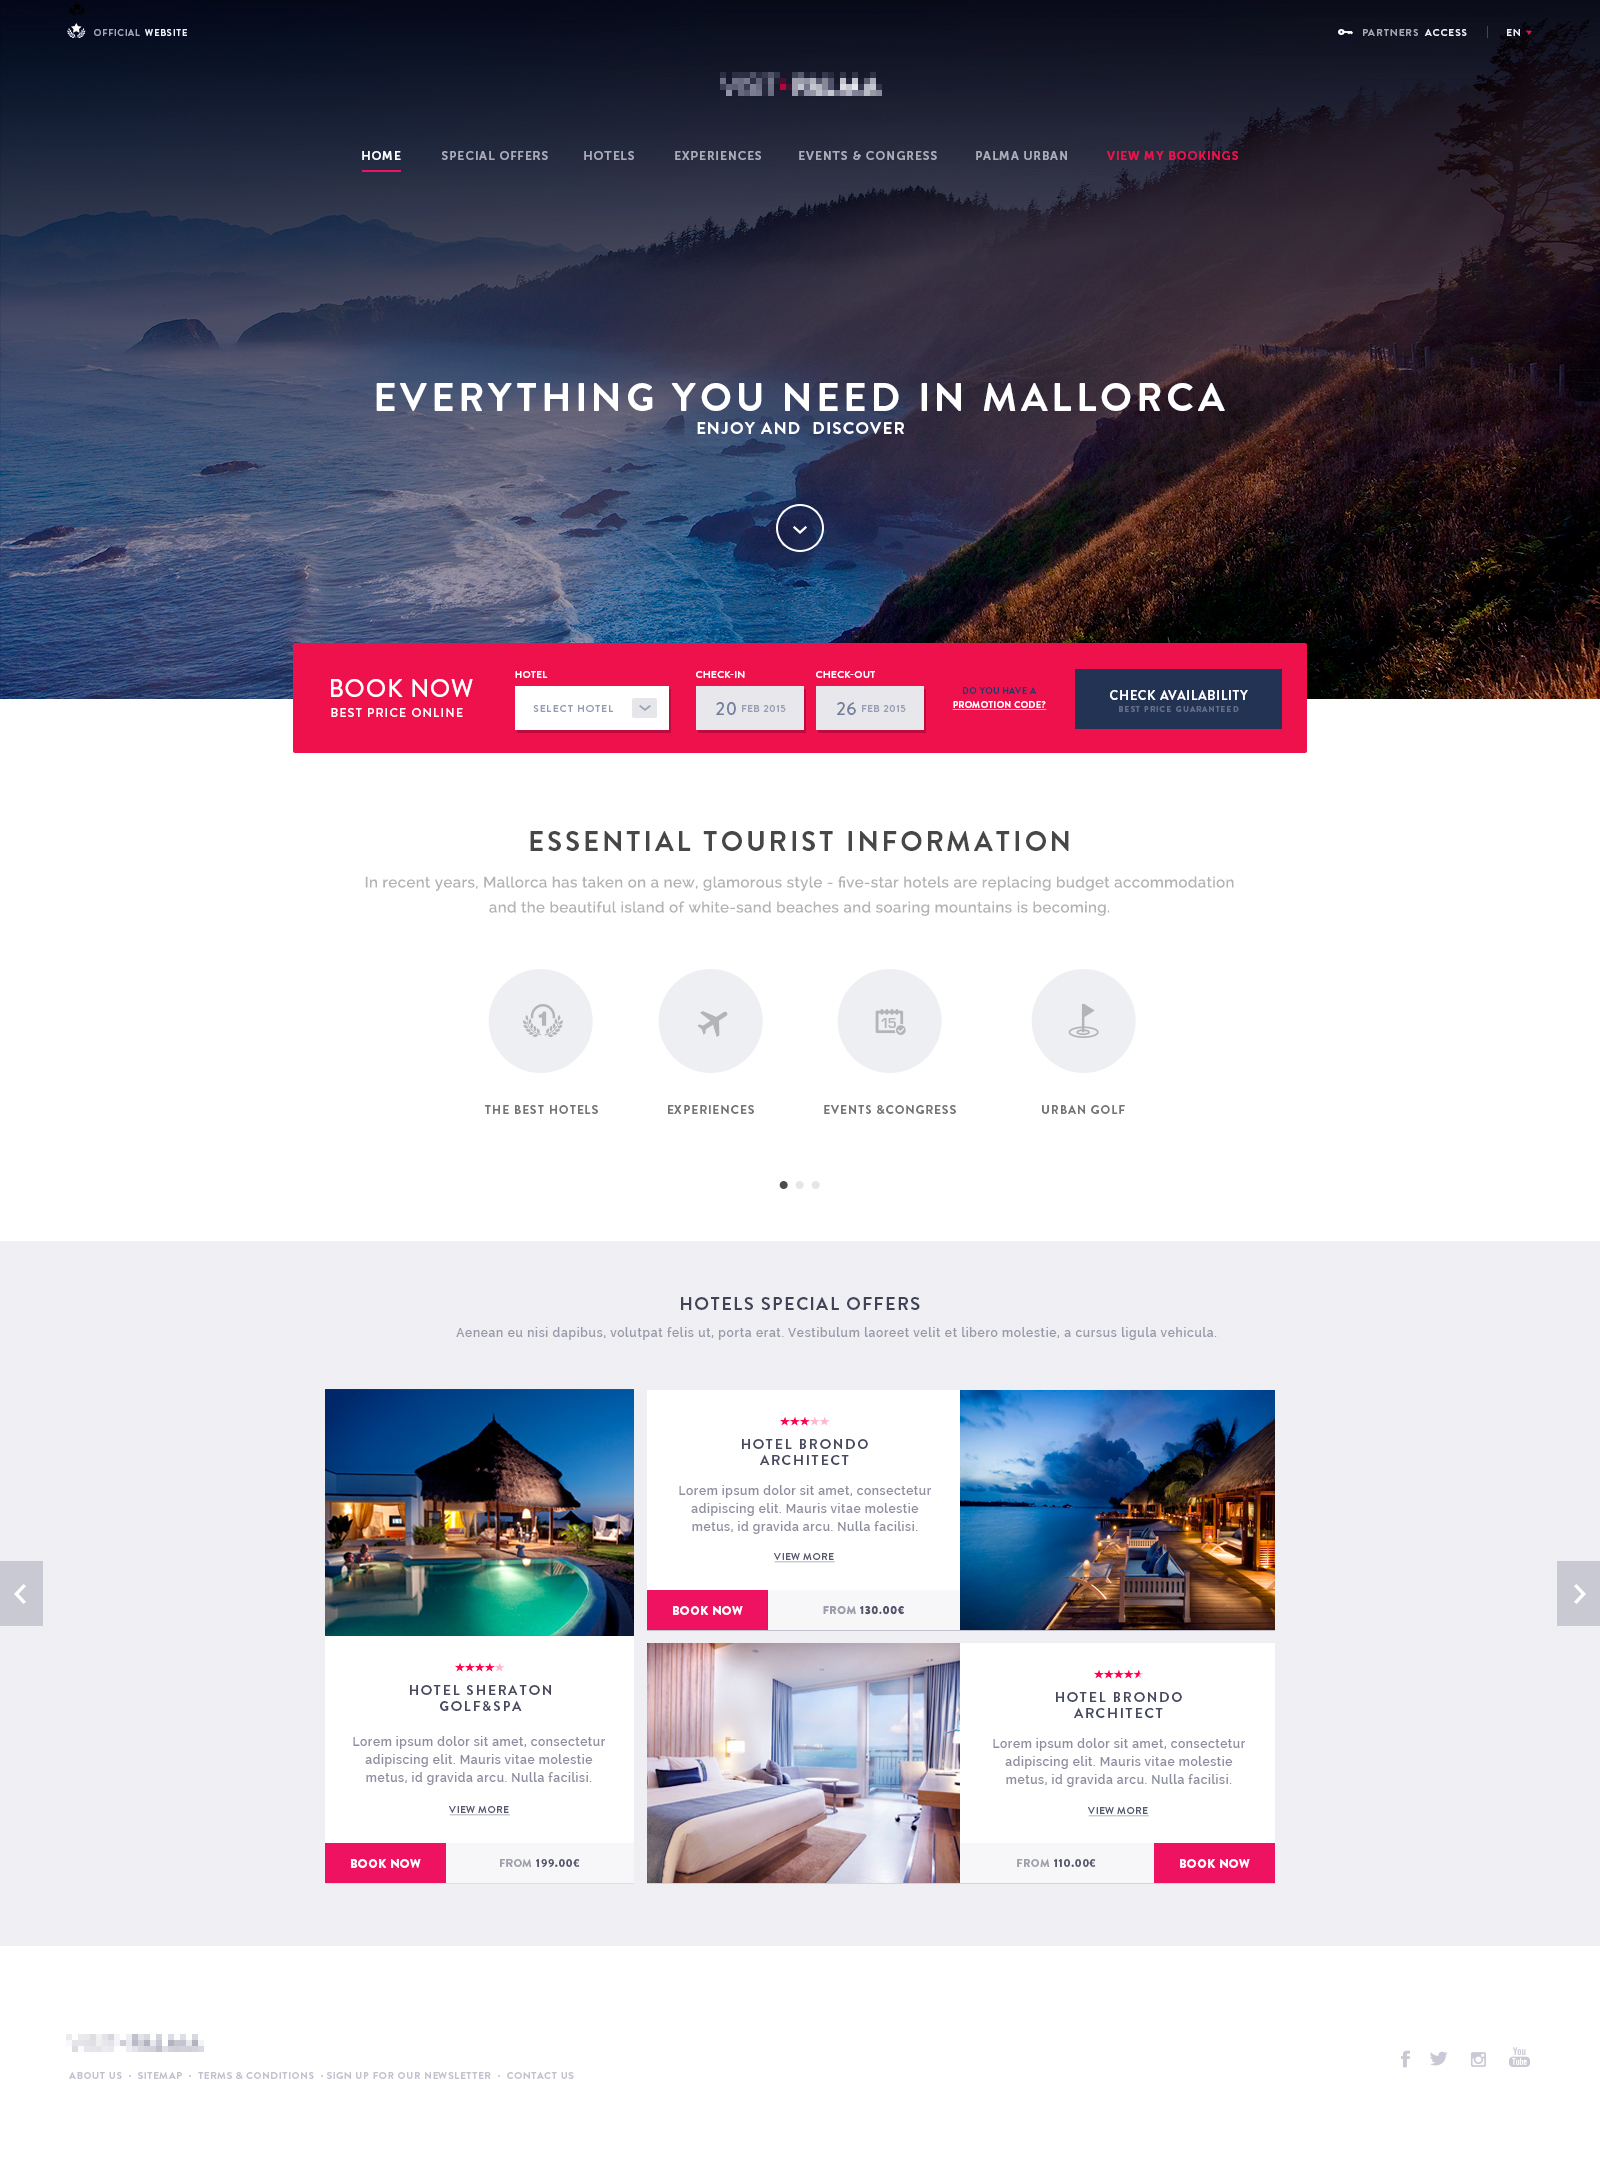 OFFICIAL WEBSITE
PARTNERS ACCESS
EN
VISIT PALMA
HOME SPECIAL OFFERS HOTELS EXPERIENCES EVENTS & CONGRESS PALMA URBAN VIEW MY BOOKINGS
EVERYTHING YOU NEED IN MALLORCA
ENJOY AND DISCOVER
BOOK NOW
BEST PRICE ONLINE
HOTEL
SELECT HOTEL
CHECK-IN
20 FEB 2015
CHECK-OUT
26 FEB 2015
DO YOU HAVE A
PROMOTION CODE?
CHECK AVAILABILITY
BEST PRICE GUARANTEED
ESSENTIAL TOURIST INFORMATION
In recent years, Mallorca has taken on a new, glamorous style - five-star hotels are replacing budget accommodation
and the beautiful island of white-sand beaches and soaring mountains is becoming.
1
15
THE BEST HOTELS
EXPERIENCES
EVENTS &CONGRESS
URBAN GOLF
HOTELS SPECIAL OFFERS
Aenean eu nisi dapibus, volutpat felis ut, porta erat. Vestibulum laoreet velit et libero molestie, a cursus ligula vehicula.
HOTEL SHERATON
GOLF&SPA
Lorem ipsum dolor sit amet, consectetur
adipiscing elit. Mauris vitae molestie
metus, id gravida arcu. Nulla facilisi.
VIEW MORE
BOOK NOW
FROM 199.00€
HOTEL BRONDO
ARCHITECT
Lorem ipsum dolor sit amet, consectetur
adipiscing elit. Mauris vitae molestie
metus, id gravida arcu. Nulla facilisi.
VIEW MORE
BOOK NOW
FROM 130.00€
HOTEL BRONDO
ARCHITECT
Lorem ipsum dolor sit amet, consectetur
adipiscing elit. Mauris vitae molestie
metus, id gravida arcu. Nulla facilisi.
VIEW MORE
FROM 110.00€
BOOK NOW
ABOUT US · SITEMAP · TERMS & CONDITIONS · SIGN UP FOR OUR NEWSLETTER · CONTACT US
You
Tube